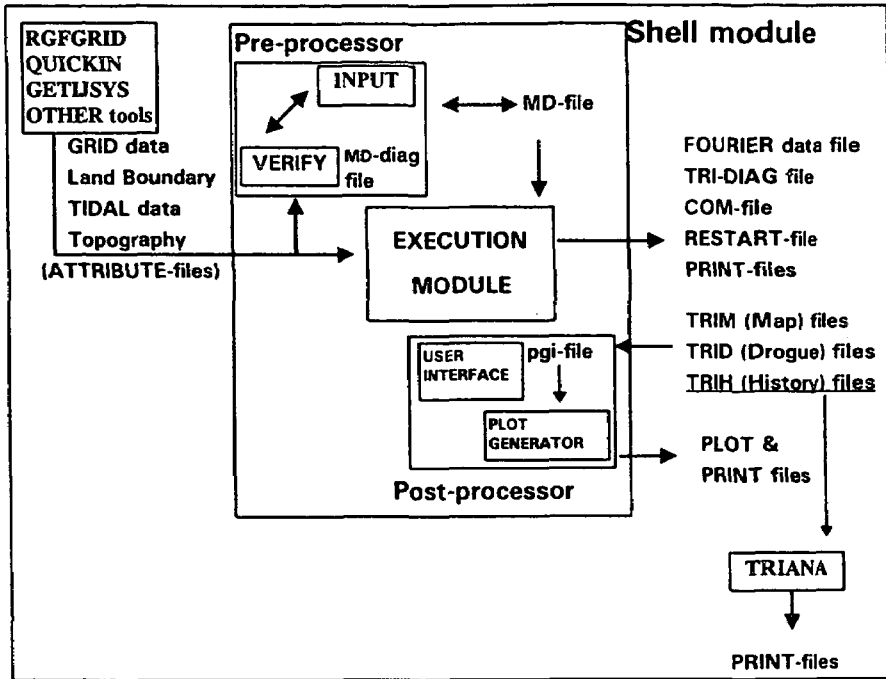 Shell module
RGFGRID
QUICKIN
GETIJSYS
OTHER tools
GRID data
Land Boundary
TIDAL data
Topography
(ATTRIBUTE-files)
Pre-processor
INPUT
VERIFY
MD-diag
file
MD-file
EXECUTION
MODULE
FOURIER data file
TRI-DIAG file
COM-file
RESTART-file
PRINT-files
TRIM (Map) files
TRID (Drogue) files
TRIH (History) files
USER
INTERFACE
pgi-file
PLOT
GENERATOR
Post-processor
PLOT &
PRINT files
TRIANA
PRINT-files